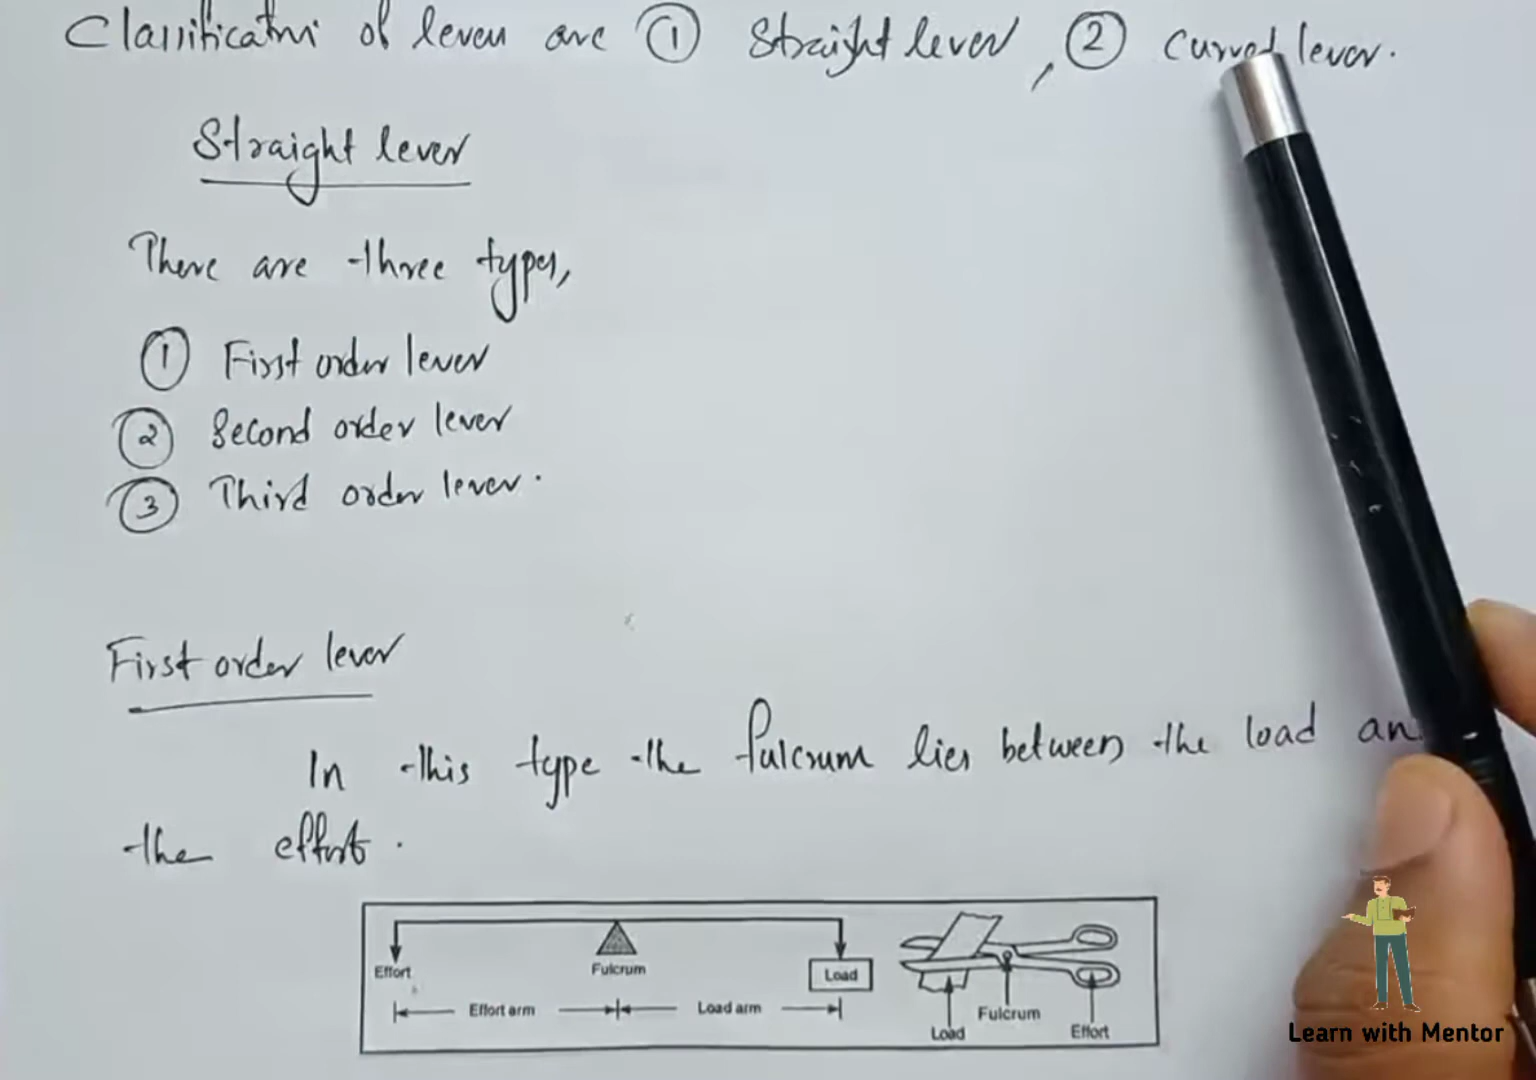 Classification of lever are ① Straight lever, ② Curved lever.
Straight lever
There are three types,
① First order lever
② Second order lever
③ Third order lever.
First order lever
In this type the fulcrum lies between the load an
the effort.
Effort Fulcrum Load
Effort arm Load arm
Load Fulcrum Effort
Learn with Mentor